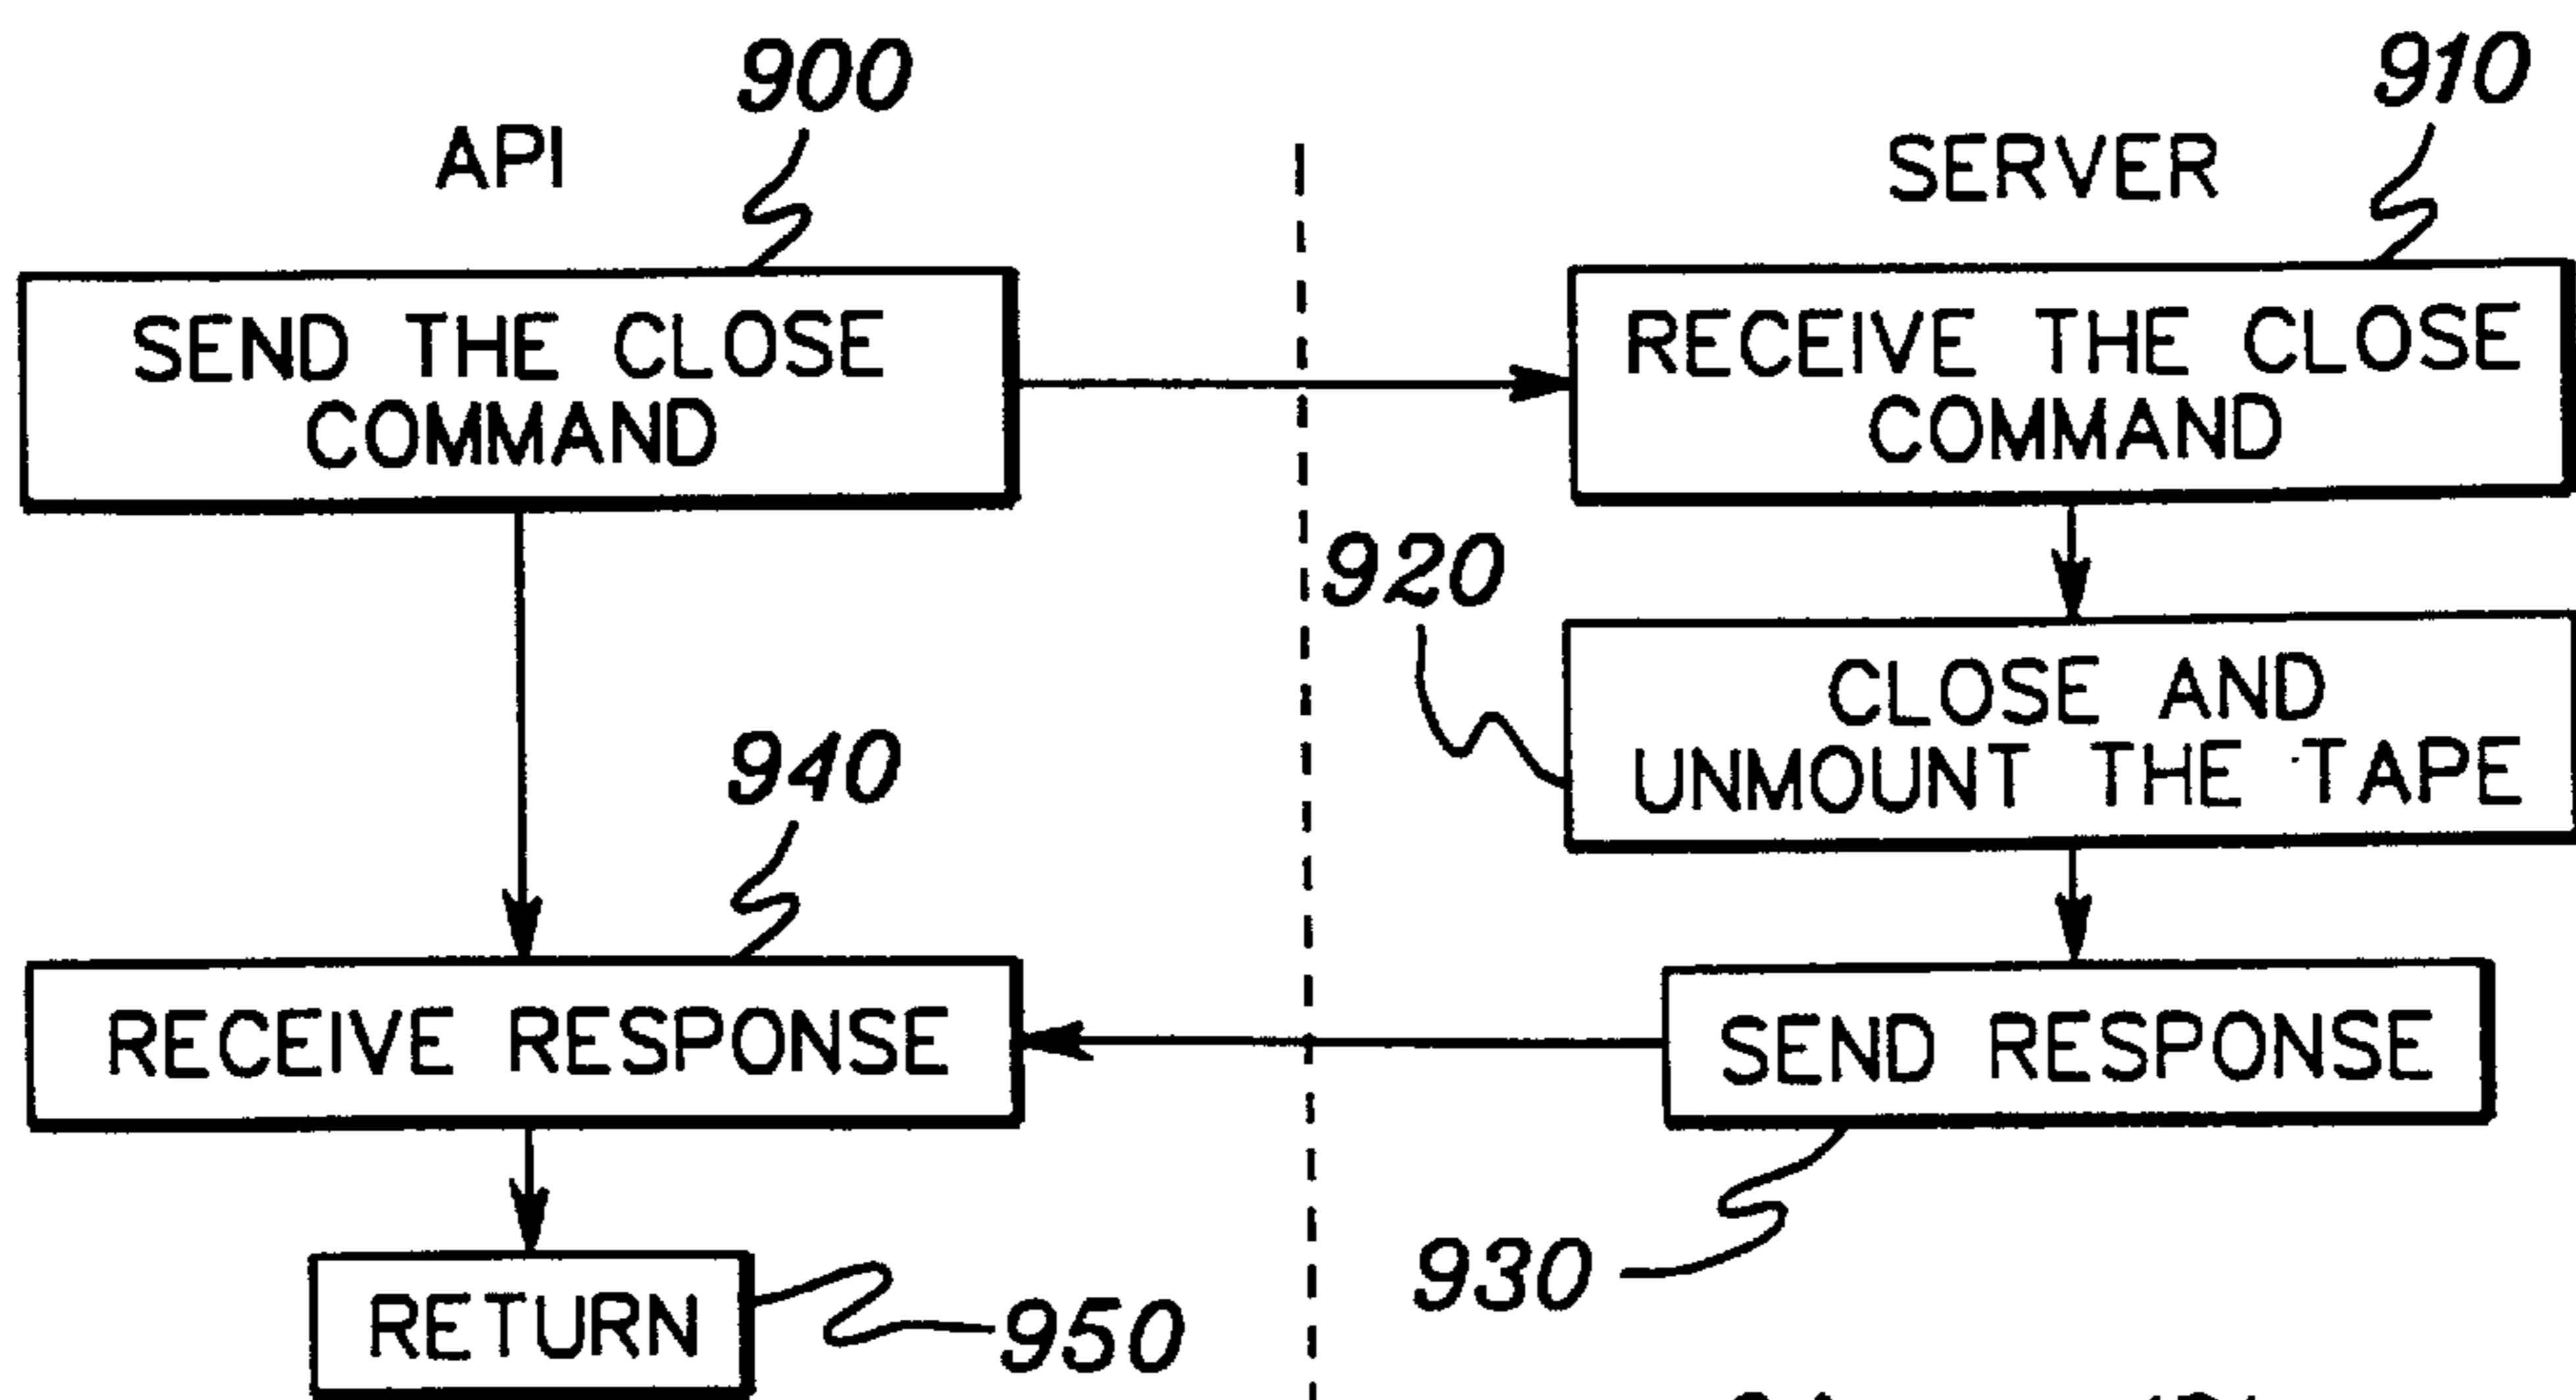 900
API
910
SERVER
SEND THE CLOSE
COMMAND
RECEIVE THE CLOSE
COMMAND
920
CLOSE AND
UNMOUNT THE TAPE
940
RECEIVE RESPONSE
SEND RESPONSE
930
RETURN
950